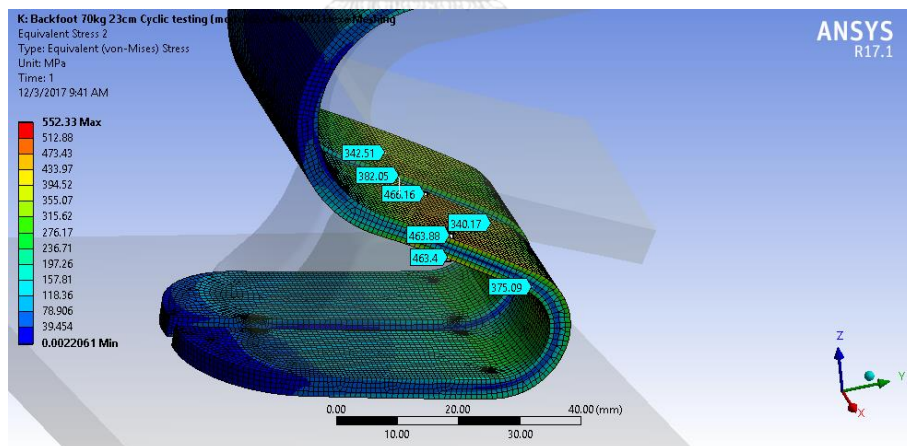 K: Backfoot 70kg 23cm Cyclic testing
Equivalent Stress 2
Type: Equivalent (von-Mises) Stress
Unit: MPa
Time: 1
12/3/2017 9:41 AM
ANSYS
R17.1
552.33 Max
512.88
473.43
433.97
394.52
355.07
315.62
276.17
236.71
197.26
157.81
118.36
78.906
39.454
0.0022061 Min
342.51
382.05
466.16
340.17
463.88
463.4
375.09
0.00 20.00 40.00 (mm)
10.00 30.00
Z
Y
X